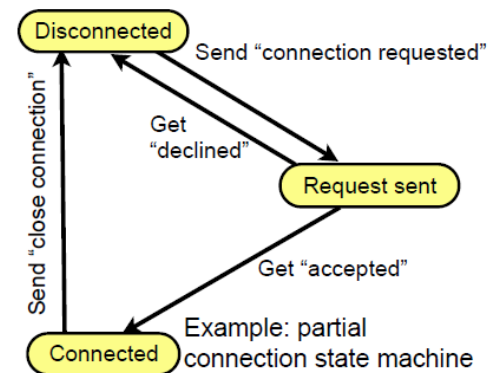 Disconnected
Send “connection requested”
Get
“declined”
Send “close connection”
Request sent
Get “accepted”
Connected
Example: partial
connection state machine